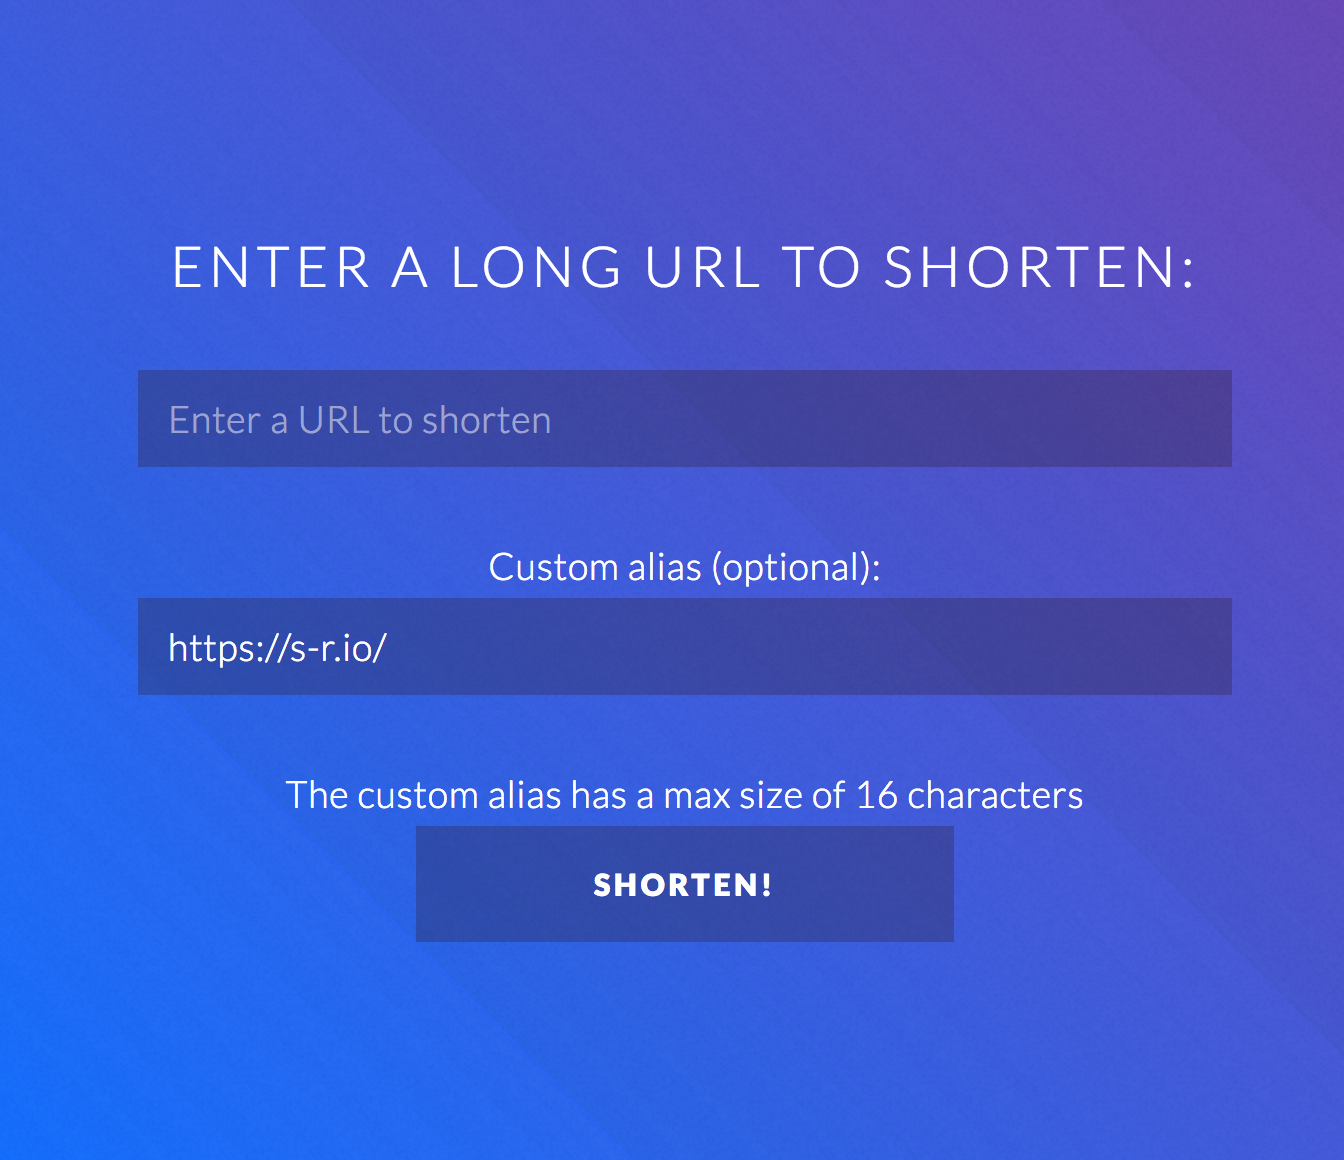 ENTER A LONG URL TO SHORTEN:
Enter a URL to shorten
Custom alias (optional):
https://s-r.io/
The custom alias has a max size of 16 characters
SHORTEN!